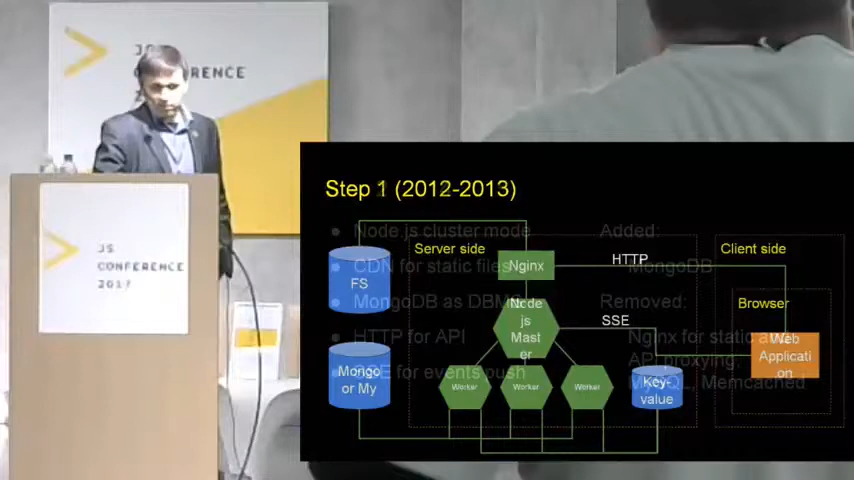 JS
CONFERENCE
JS
CONFERENCE
2017
Step 1 (2012-2013)
Node.js cluster mode
CDN for static files
MongoDB as DBMS
HTTP for API
SSE for events push
Added:
MongoDB
Removed:
Nginx for static and
API proxying
MySQL, Memcached
Server side
Client side
Browser
FS
Nginx
HTTP
Node
js
Mast
er
SSE
Mongo
or My
Worker
Worker
Worker
Key-
value
Web
Applicati
on